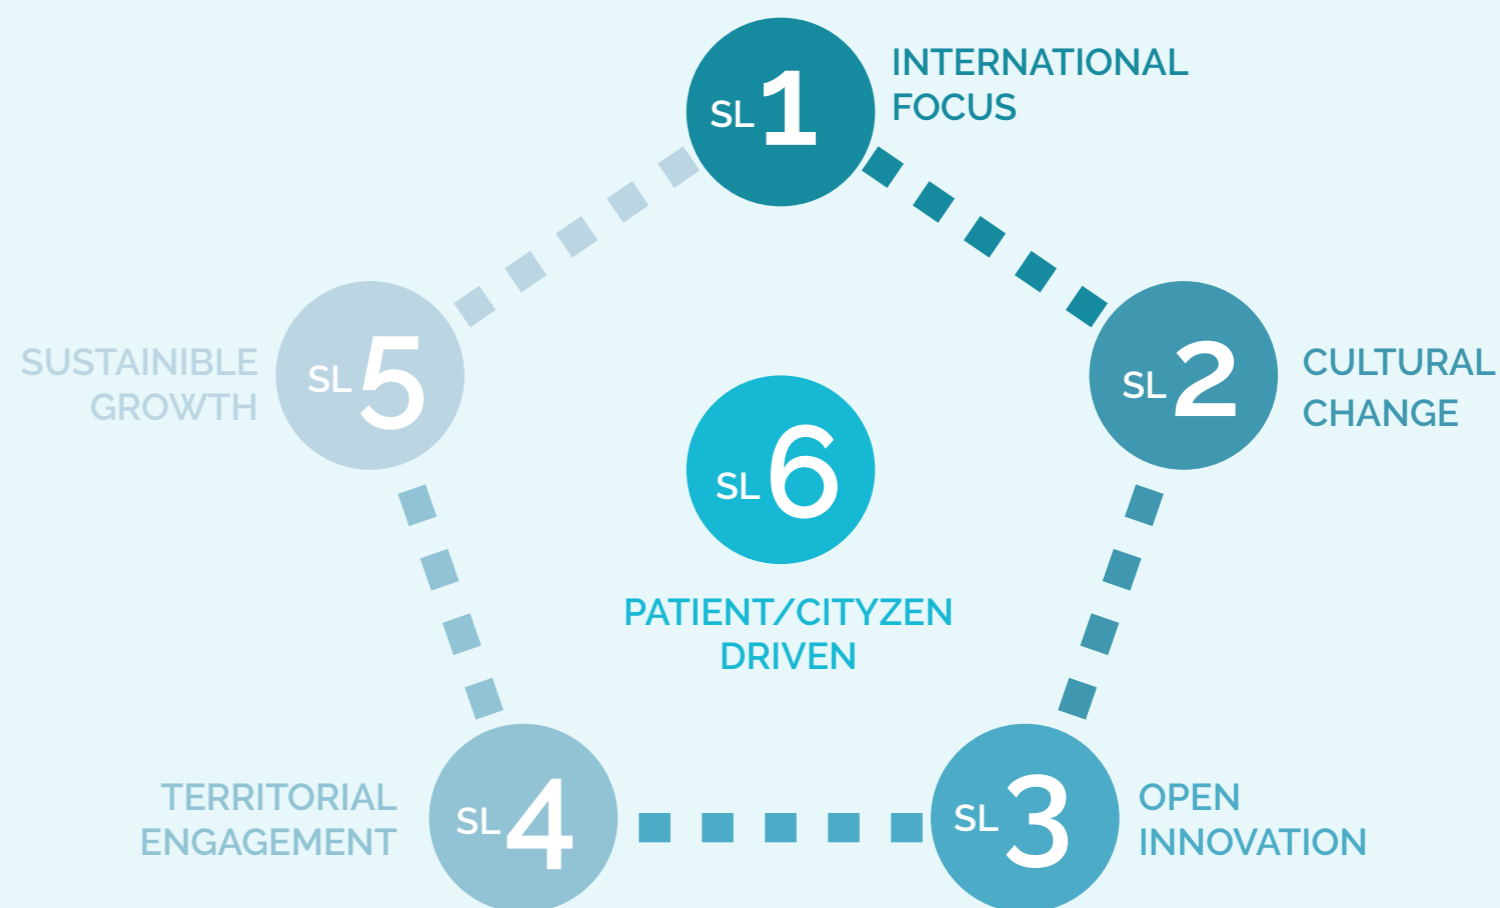 SL 1
INTERNATIONAL
FOCUS
SL 2
CULTURAL
CHANGE
SL 3
OPEN
INNOVATION
SL 4
TERRITORIAL
ENGAGEMENT
SL 5
SUSTAINIBLE
GROWTH
SL 6
PATIENT/CITYZEN
DRIVEN